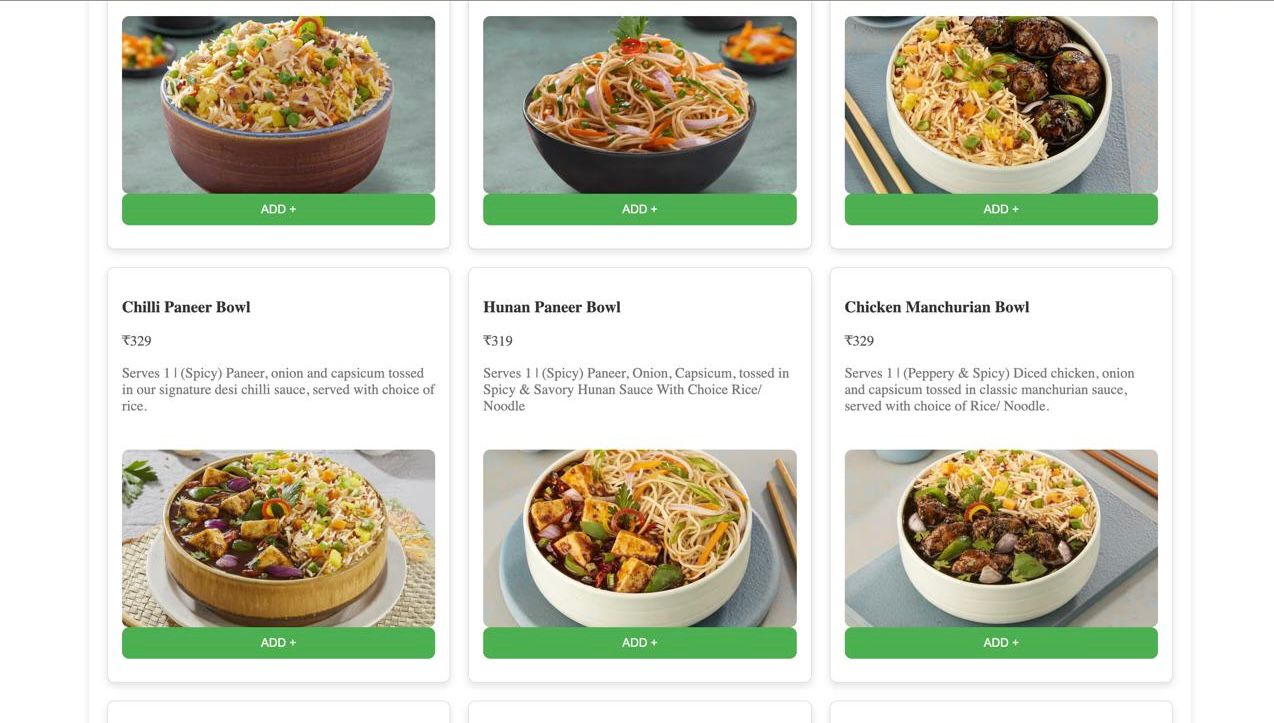 ADD +
ADD +
ADD +
Chilli Paneer Bowl
₹329
Serves 1 | (Spicy) Paneer, onion and capsicum tossed
in our signature desi chilli sauce, served with choice of
rice.
ADD +
Hunan Paneer Bowl
₹319
Serves 1 | (Spicy) Paneer, Onion, Capsicum, tossed in
Spicy & Savory Hunan Sauce With Choice Rice/
Noodle
ADD +
Chicken Manchurian Bowl
₹329
Serves 1 | (Peppery & Spicy) Diced chicken, onion
and capsicum tossed in classic manchurian sauce,
served with choice of Rice/ Noodle.
ADD +